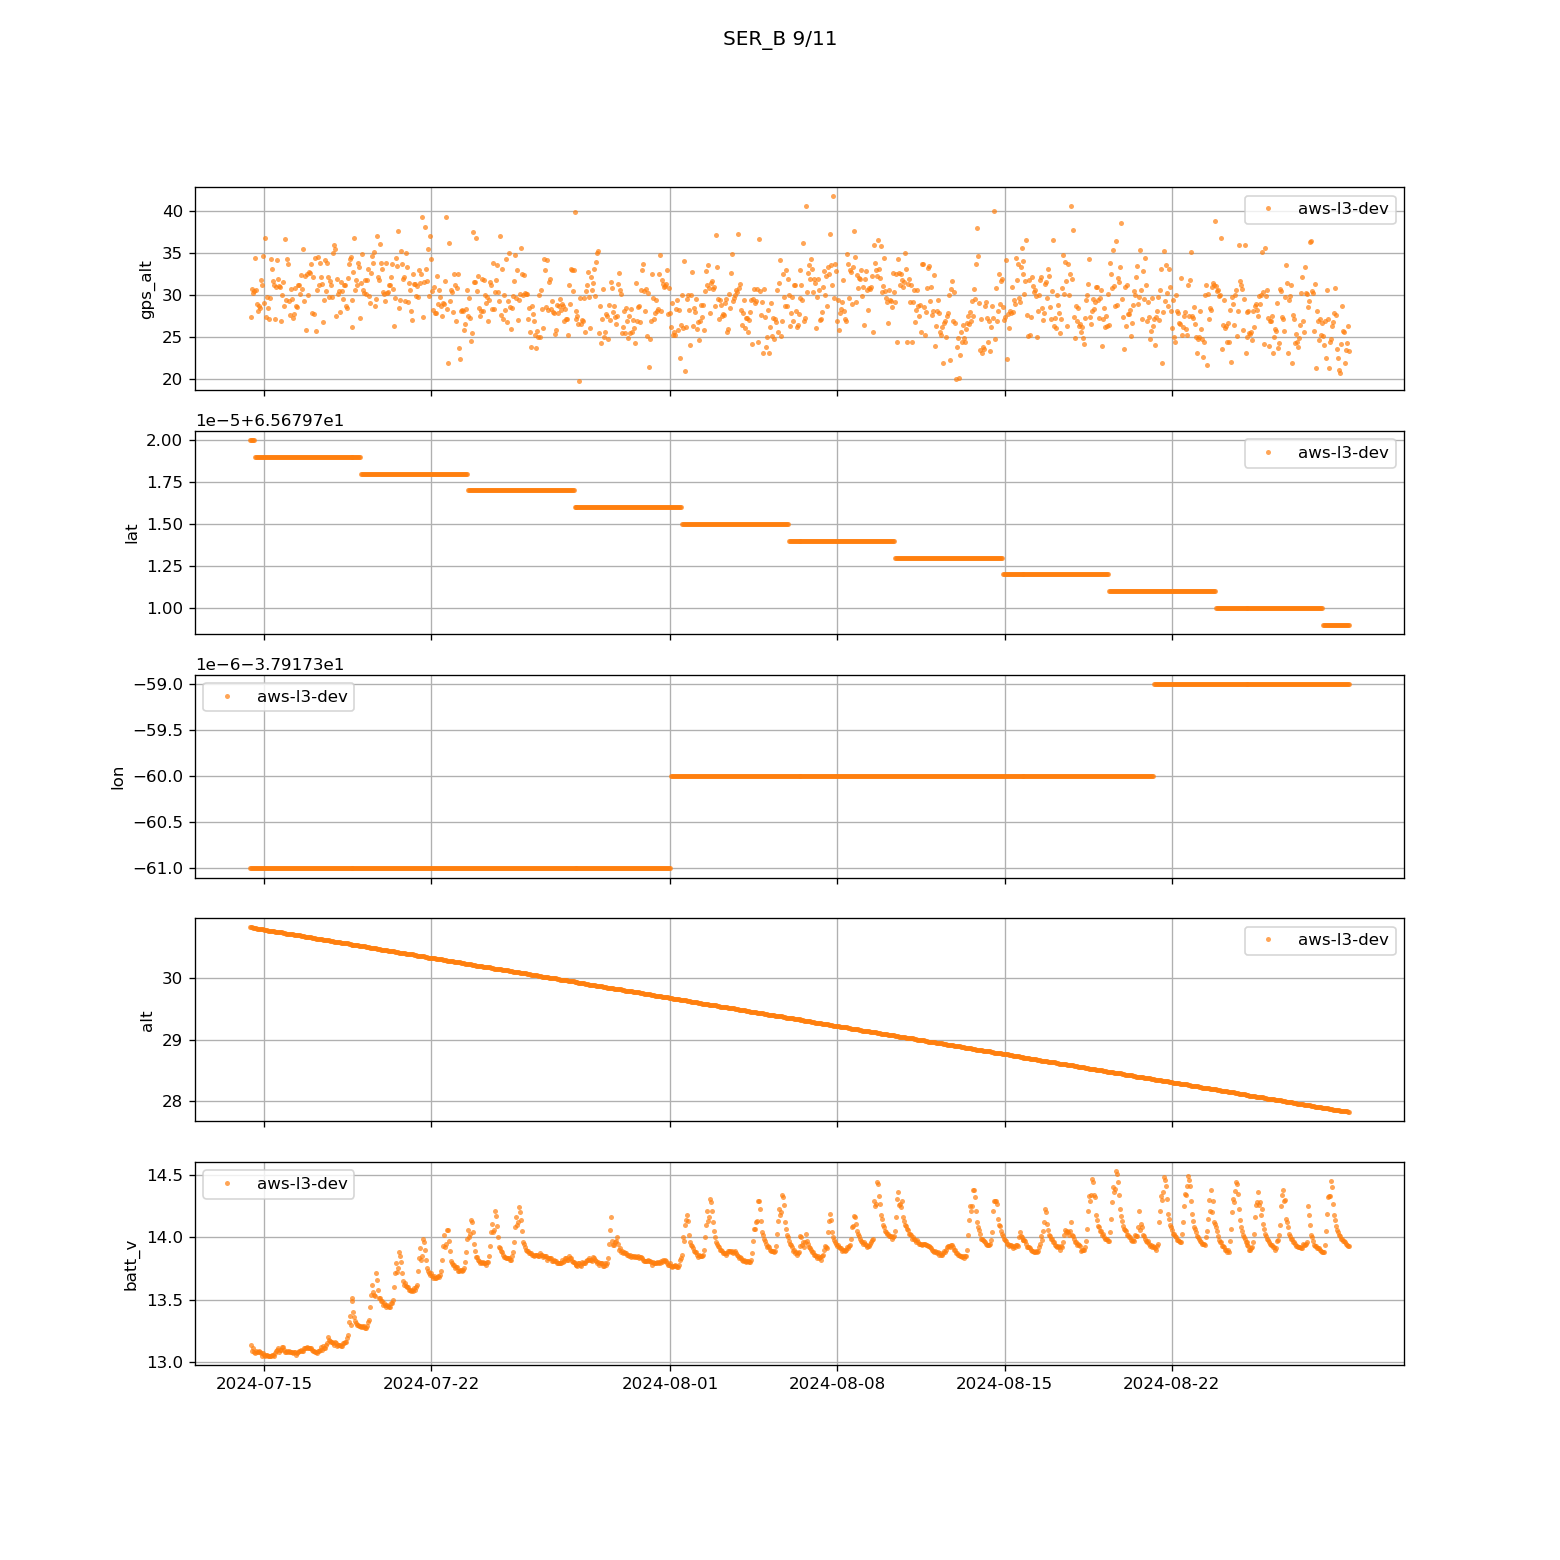 SER_B 9/11
gps_alt
40
35
30
25
20
aws-l3-dev
1e−5+6.56797e1
lat
2.00
1.75
1.50
1.25
1.00
aws-l3-dev
1e−6−3.79173e1
lon
−59.0
−59.5
−60.0
−60.5
−61.0
aws-l3-dev
alt
30
29
28
aws-l3-dev
batt_v
14.5
14.0
13.5
13.0
aws-l3-dev
2024-07-15 2024-07-22 2024-08-01 2024-08-08 2024-08-15 2024-08-22